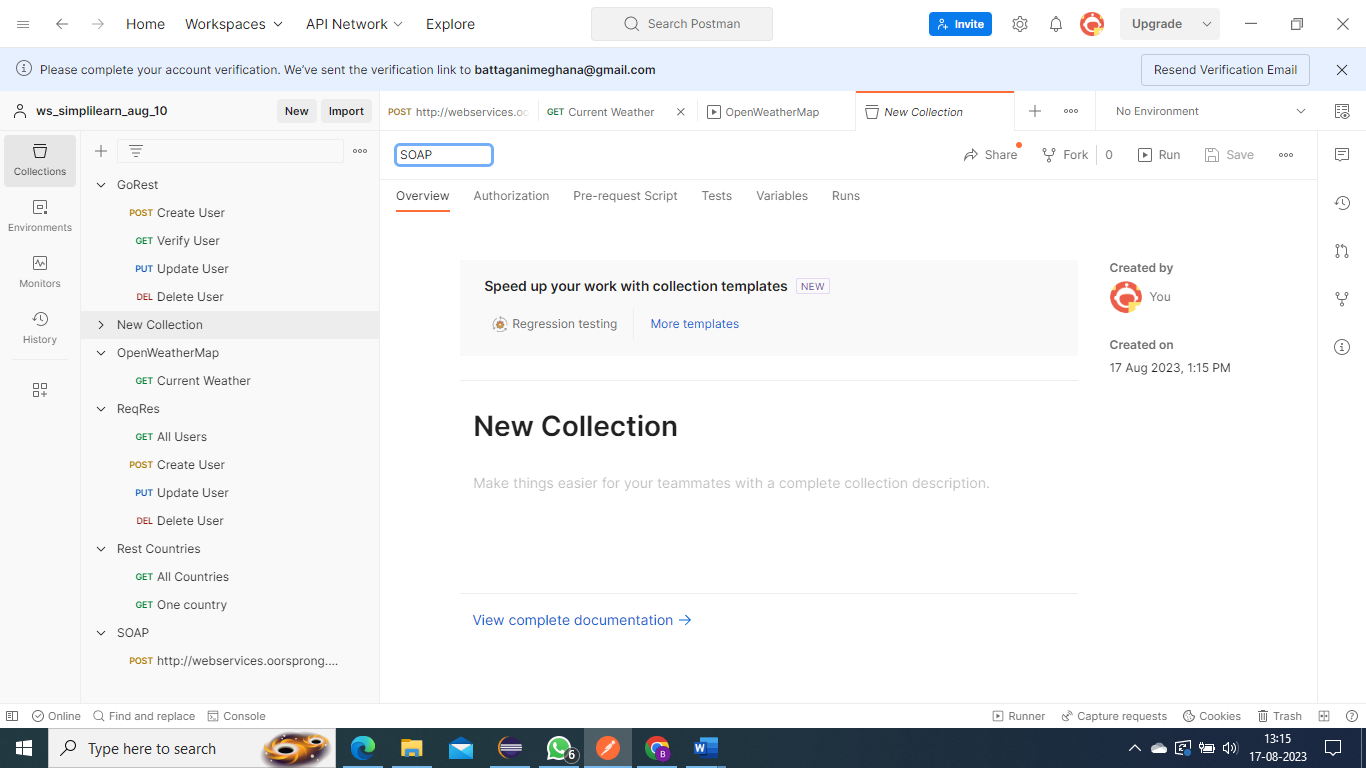 Home Workspaces API Network Explore Search Postman Invite Upgrade
Please complete your account verification. We've sent the verification link to battaganimeghana@gmail.com Resend Verification Email
ws_simplilearn_aug_10 New Import POST http://webservices.oo GET Current Weather OpenWeatherMap New Collection No Environment
SOAP Share Fork 0 Run Save
Collections
Overview Authorization Pre-request Script Tests Variables Runs
GoRest
POST Create User
Environments
GET Verify User
PUT Update User
Monitors
DEL Delete User
New Collection
History
OpenWeatherMap
GET Current Weather
ReqRes
GET All Users
POST Create User
PUT Update User
DEL Delete User
Rest Countries
GET All Countries
GET One country
SOAP
POST http://webservices.oorsprong....
Speed up your work with collection templates NEW
Regression testing More templates
Created by
You
Created on
17 Aug 2023, 1:15 PM
New Collection
Make things easier for your teammates with a complete collection description.
View complete documentation →
Online Find and replace Console Runner Capture requests Cookies Trash
Type here to search
6
B
13:15
17-08-2023